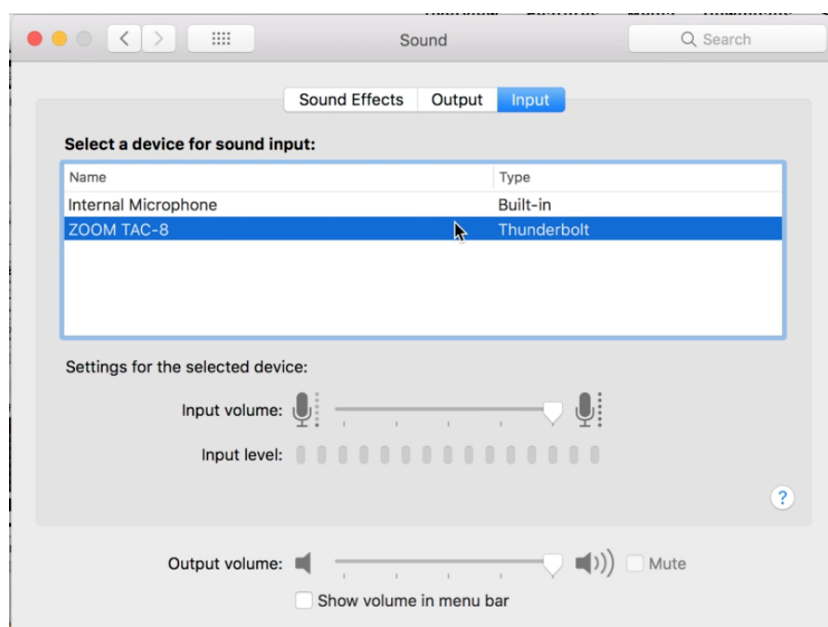 Sound
Search
Sound Effects Output Input
Select a device for sound input:
Name Type
Internal Microphone Built-in
ZOOM TAC-8 Thunderbolt
Settings for the selected device:
Input volume:
Input level:
?
Output volume: Mute
Show volume in menu bar